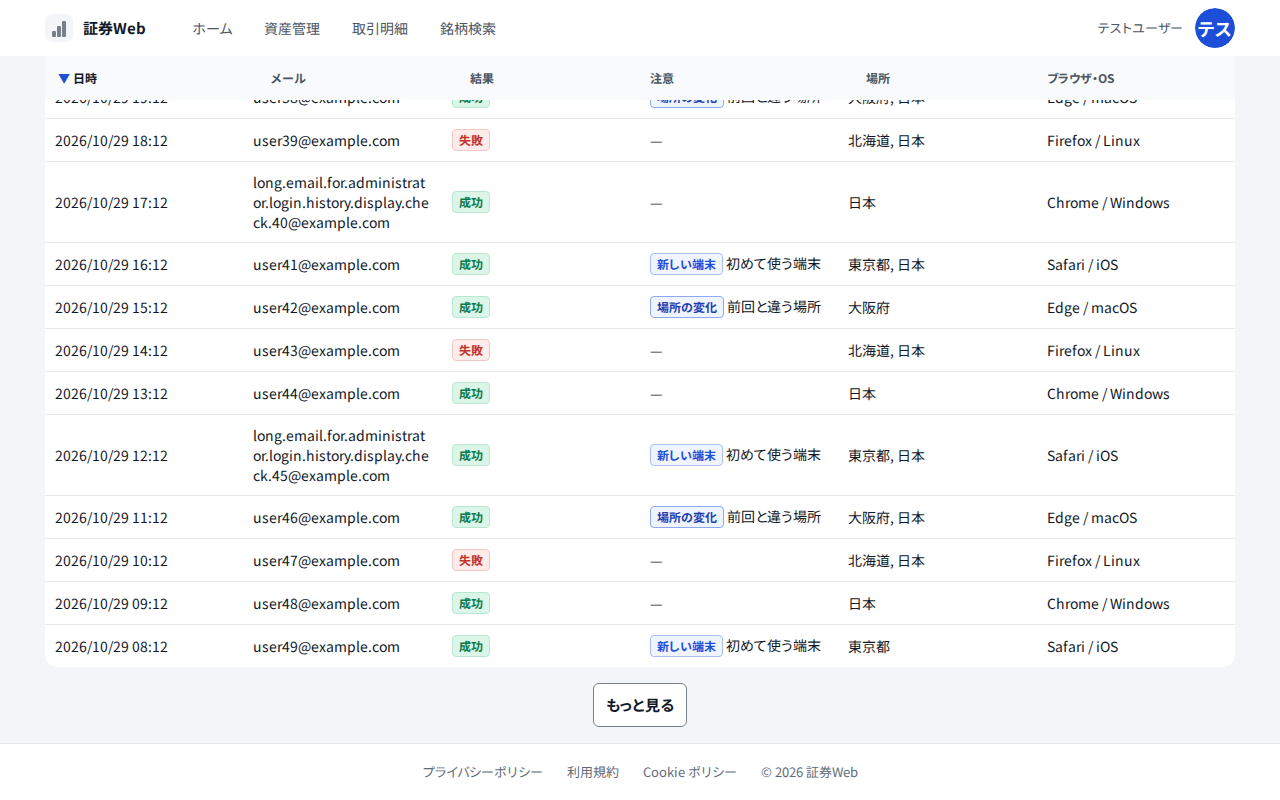 証券Web ホーム 資産管理 取引明細 銘柄検索 テストユーザー テス
▼日時 メール 結果 注意 場所 ブラウザ・OS
2026/10/29 18:12 user39@example.com 失敗 — 北海道, 日本 Firefox / Linux
2026/10/29 17:12 long.email.for.administrat
or.login.history.display.che
ck.40@example.com 成功 — 日本 Chrome / Windows
2026/10/29 16:12 user41@example.com 成功 新しい端末 初めて使う端末 東京都, 日本 Safari / iOS
2026/10/29 15:12 user42@example.com 成功 場所の変化 前回と違う場所 大阪府 Edge / macOS
2026/10/29 14:12 user43@example.com 失敗 — 北海道, 日本 Firefox / Linux
2026/10/29 13:12 user44@example.com 成功 — 日本 Chrome / Windows
2026/10/29 12:12 long.email.for.administrat
or.login.history.display.che
ck.45@example.com 成功 新しい端末 初めて使う端末 東京都, 日本 Safari / iOS
2026/10/29 11:12 user46@example.com 成功 場所の変化 前回と違う場所 大阪府, 日本 Edge / macOS
2026/10/29 10:12 user47@example.com 失敗 — 北海道, 日本 Firefox / Linux
2026/10/29 09:12 user48@example.com 成功 — 日本 Chrome / Windows
2026/10/29 08:12 user49@example.com 成功 新しい端末 初めて使う端末 東京都 Safari / iOS
もっと見る
プライバシーポリシー 利用規約 Cookie ポリシー © 2026 証券Web